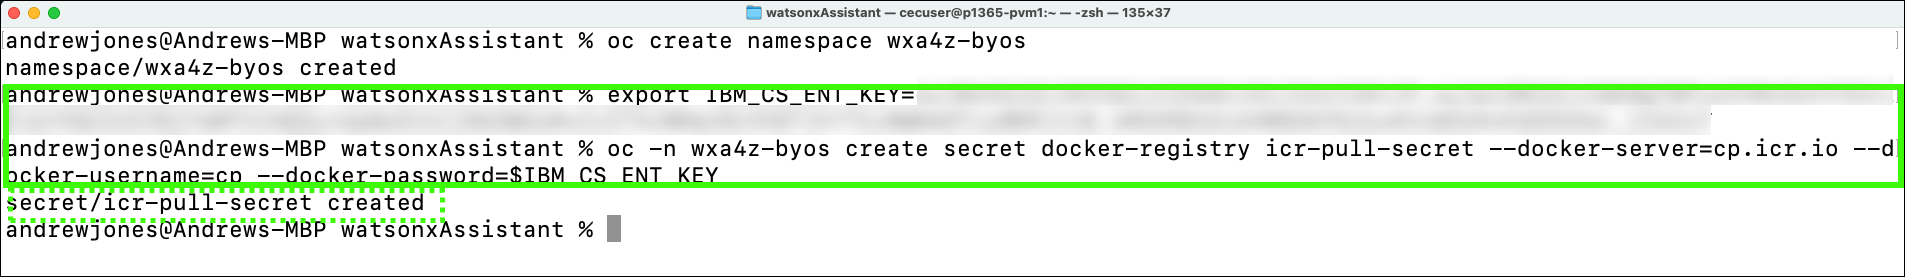 watsonxAssistant — cecuser@p1365-pvm1:~ — -zsh — 135×37
andrewjones@Andrews-MBP watsonxAssistant % oc create namespace wxa4z-byos
namespace/wxa4z-byos created
andrewjones@Andrews-MBP watsonxAssistant % export IBM_CS_ENT_KEY=
andrewjones@Andrews-MBP watsonxAssistant % oc -n wxa4z-byos create secret docker-registry icr-pull-secret --docker-server=cp.icr.io --d
ocker-username=cp --docker-password=$IBM_CS_ENT_KEY
secret/icr-pull-secret created
andrewjones@Andrews-MBP watsonxAssistant %